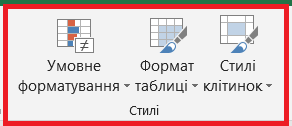 Умовне форматування
Формат таблиці
Стилі клітинок
Стилі